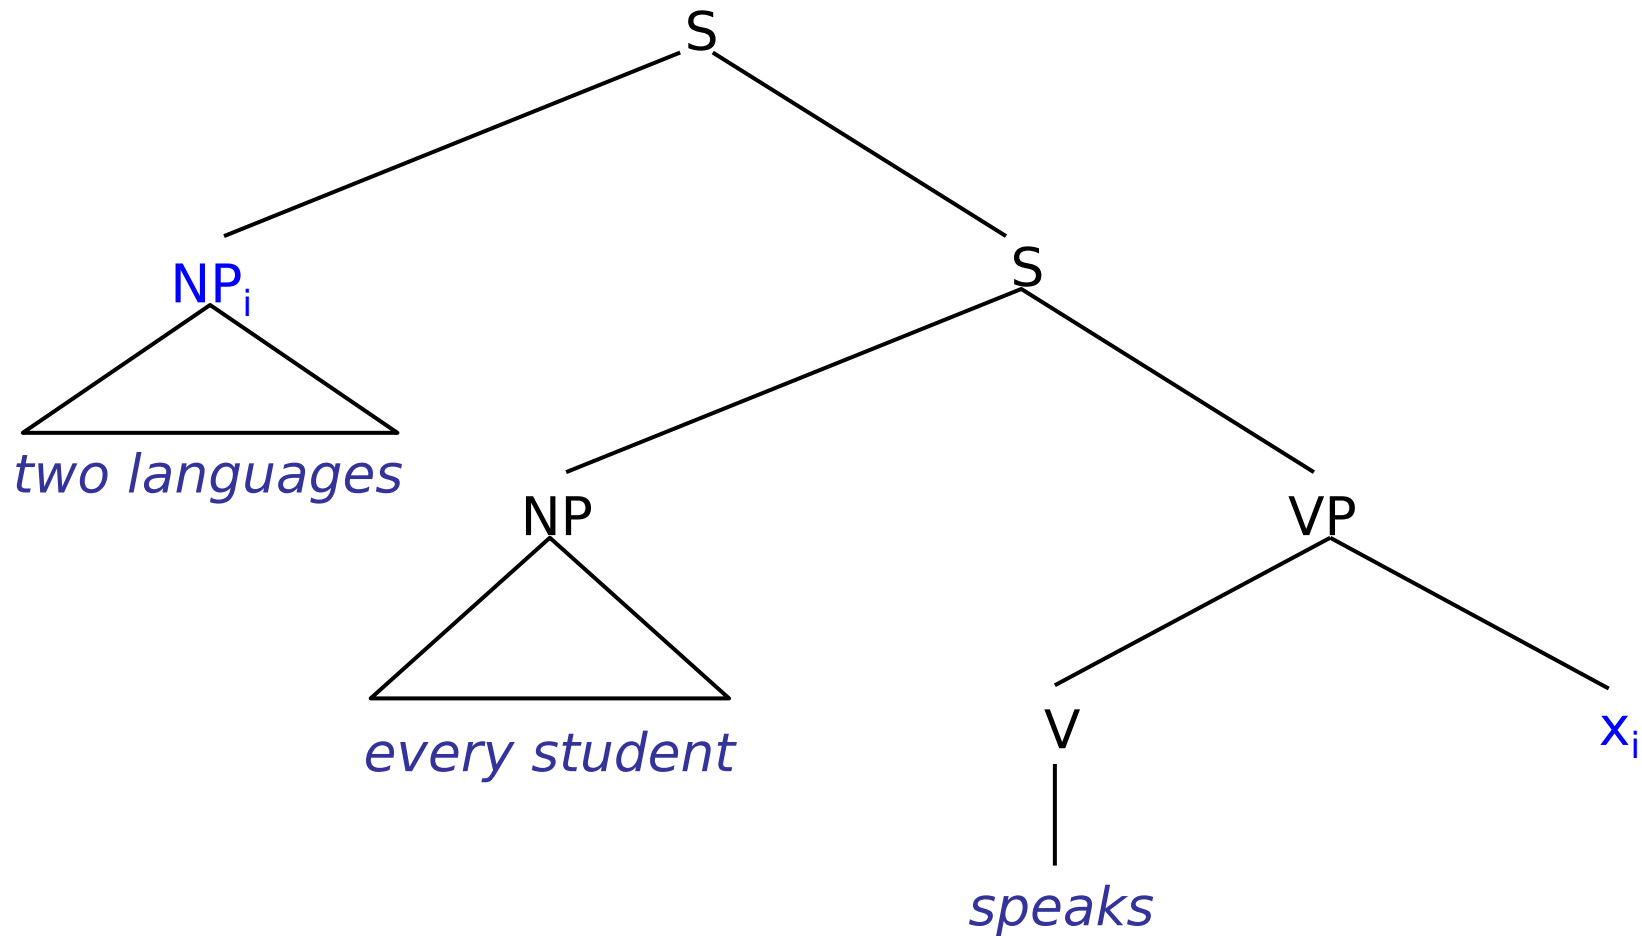 S
NPᵢ
S
two languages
NP
VP
every student
V
xᵢ
speaks